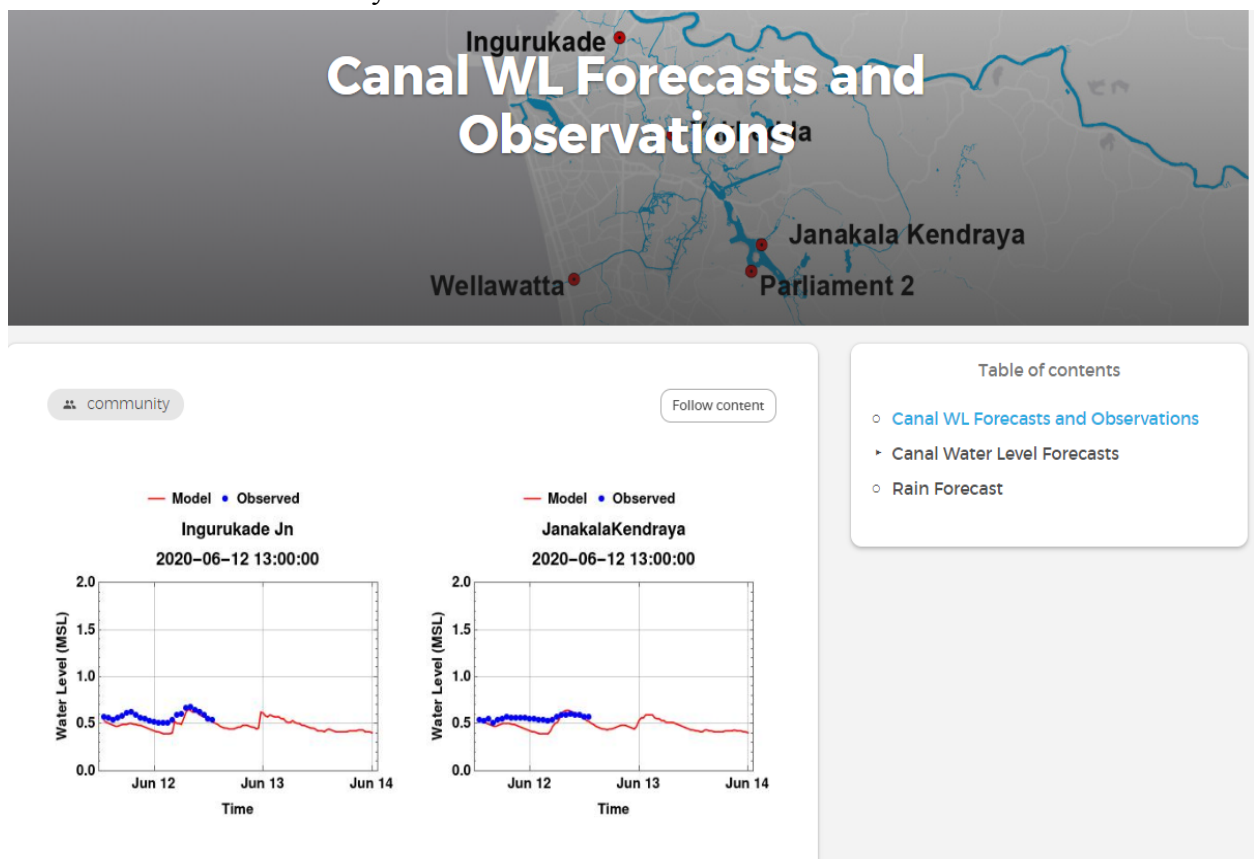 Ingurukade
Canal WL Forecasts and
Observations
Janakala Kendraya
Wellawatta
Parliament 2
community
Follow content
Table of contents
Canal WL Forecasts and Observations
Canal Water Level Forecasts
Rain Forecast
Model Observed
Ingurukade Jn
2020-06-12 13:00:00
2.0
1.5
1.0
0.5
0.0
Water Level (MSL)
Jun 12 Jun 13 Jun 14
Time
Model Observed
JanakalaKendraya
2020-06-12 13:00:00
2.0
1.5
1.0
0.5
0.0
Water Level (MSL)
Jun 12 Jun 13 Jun 14
Time